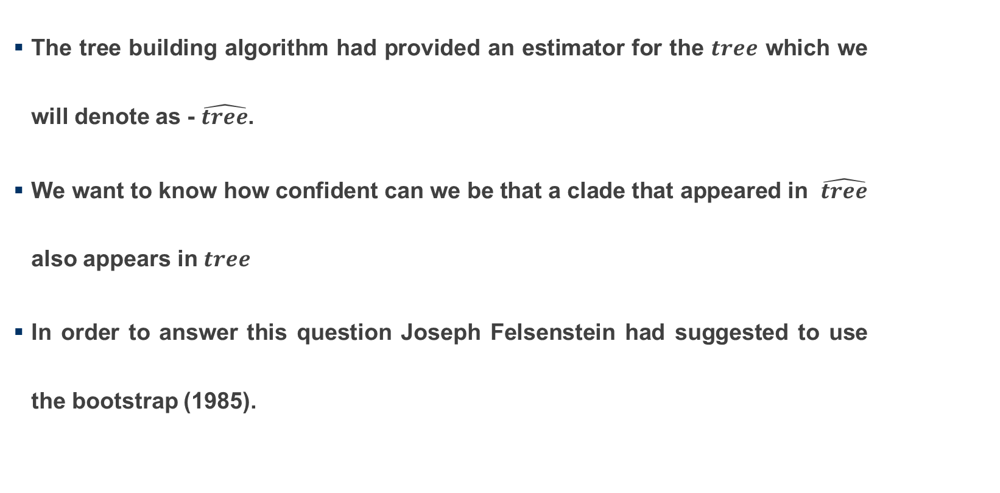 ▪ The tree building algorithm had provided an estimator for the 𝒕𝒓𝒆𝒆 which we
will denote as - $\widehat{tree}$.
▪ We want to know how confident can we be that a clade that appeared in $\widehat{tree}$
also appears in 𝒕𝒓𝒆𝒆
▪ In order to answer this question Joseph Felsenstein had suggested to use
the bootstrap (1985).